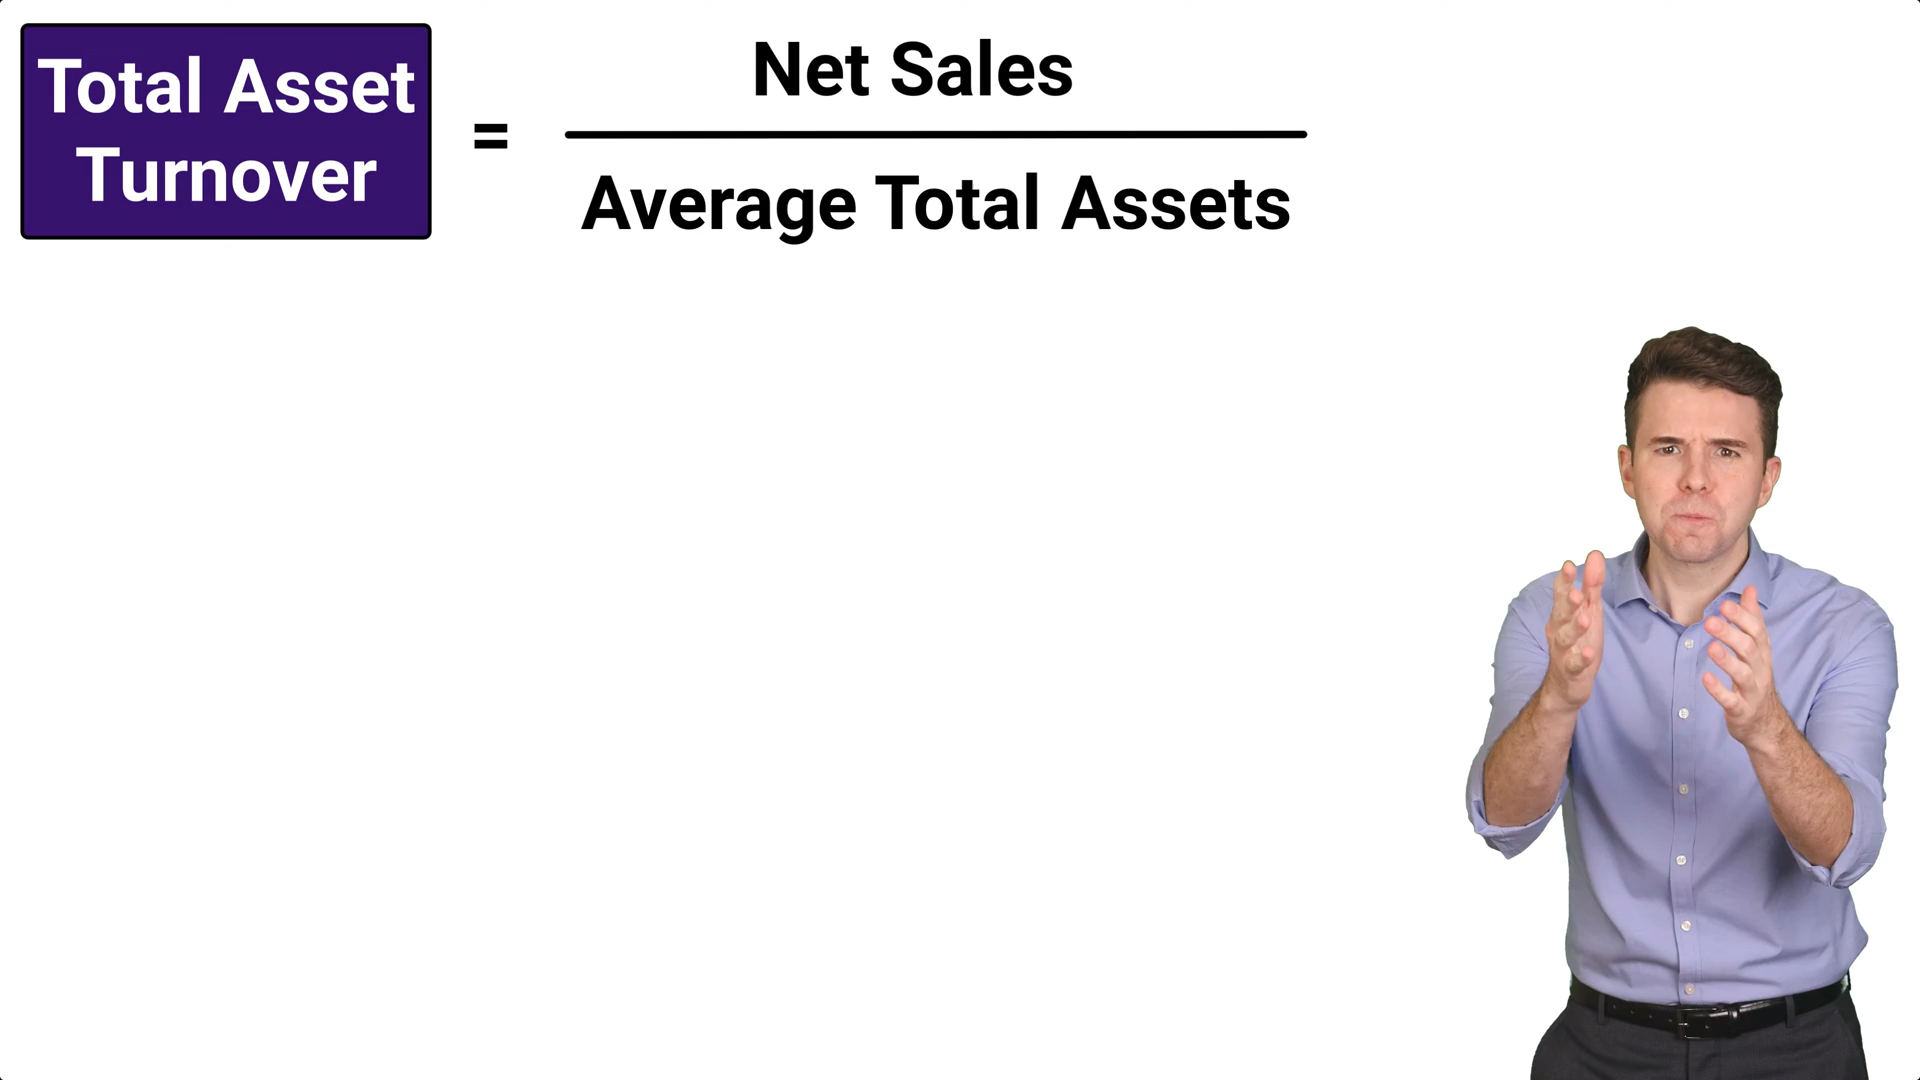 Total Asset
Turnover
=
Net Sales
Average Total Assets